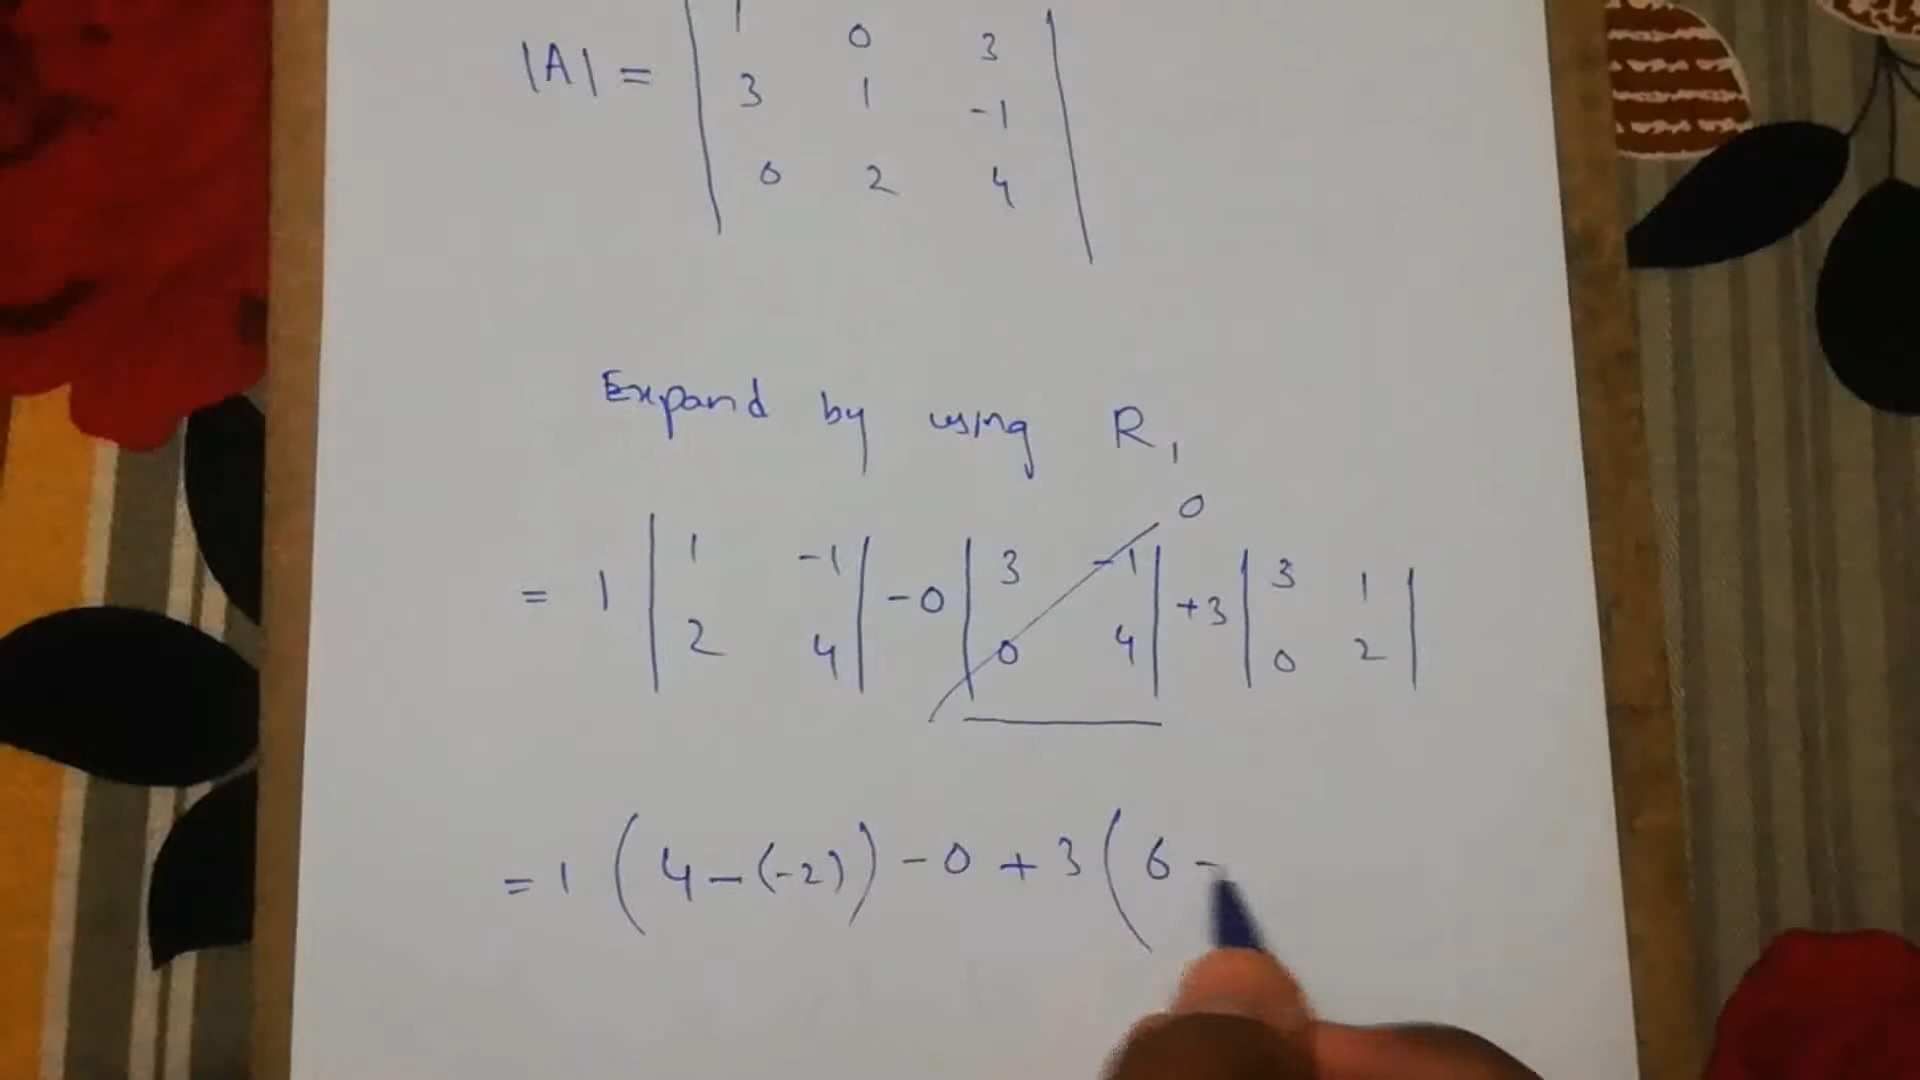 1 0 3
|A| = 3 1 -1
0 2 4
Expand by using R₁
0
= 1 | 1 -1 | -0 | 3 -1 | +3 | 3 1 |
2 4 0 4 0 2
= 1 ( 4 - (-2) ) - 0 + 3 ( 6 -